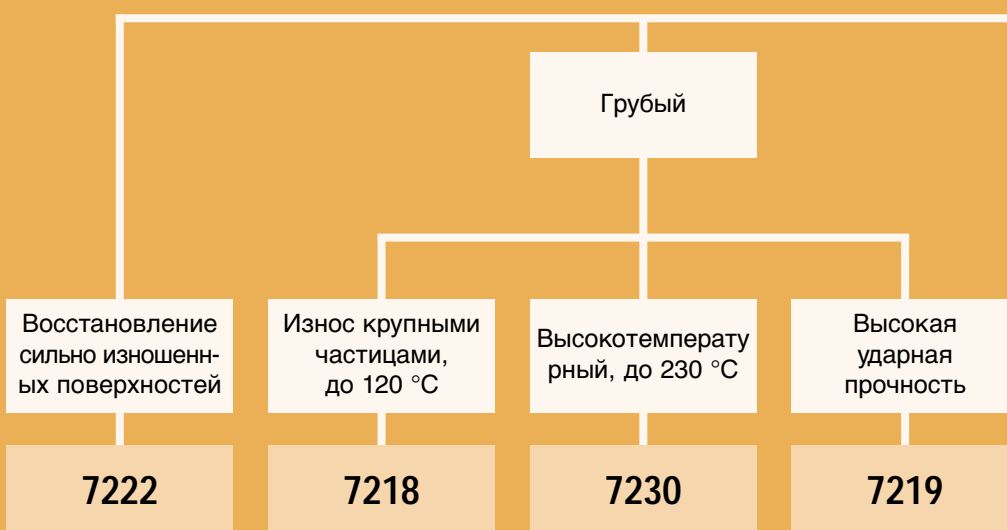 Грубый
Восстановление
сильно изношенн-
ых поверхностей
Износ крупными
частицами,
до 120 °C
Высокотемперату
рный, до 230 °C
Высокая
ударная
прочность
7222
7218
7230
7219